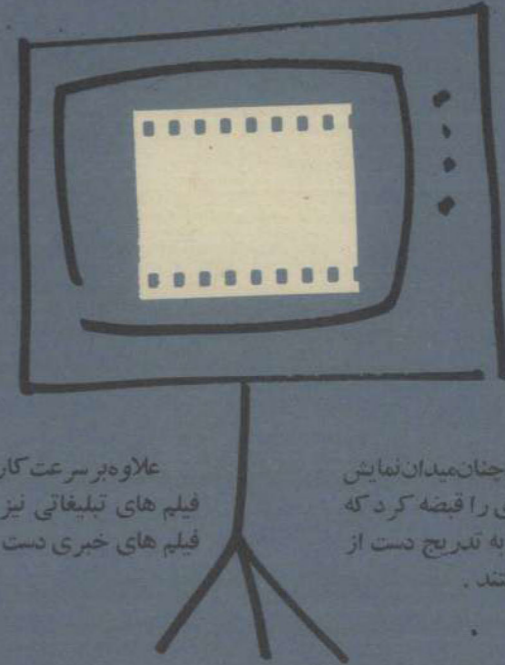 چنان میدان نمایش
ی را قبضه کرد که
به تدریج دست از
تند .
علاوه بر سرعت کار
فیلم های تبلیغاتی نیز
فیلم های خبری دست